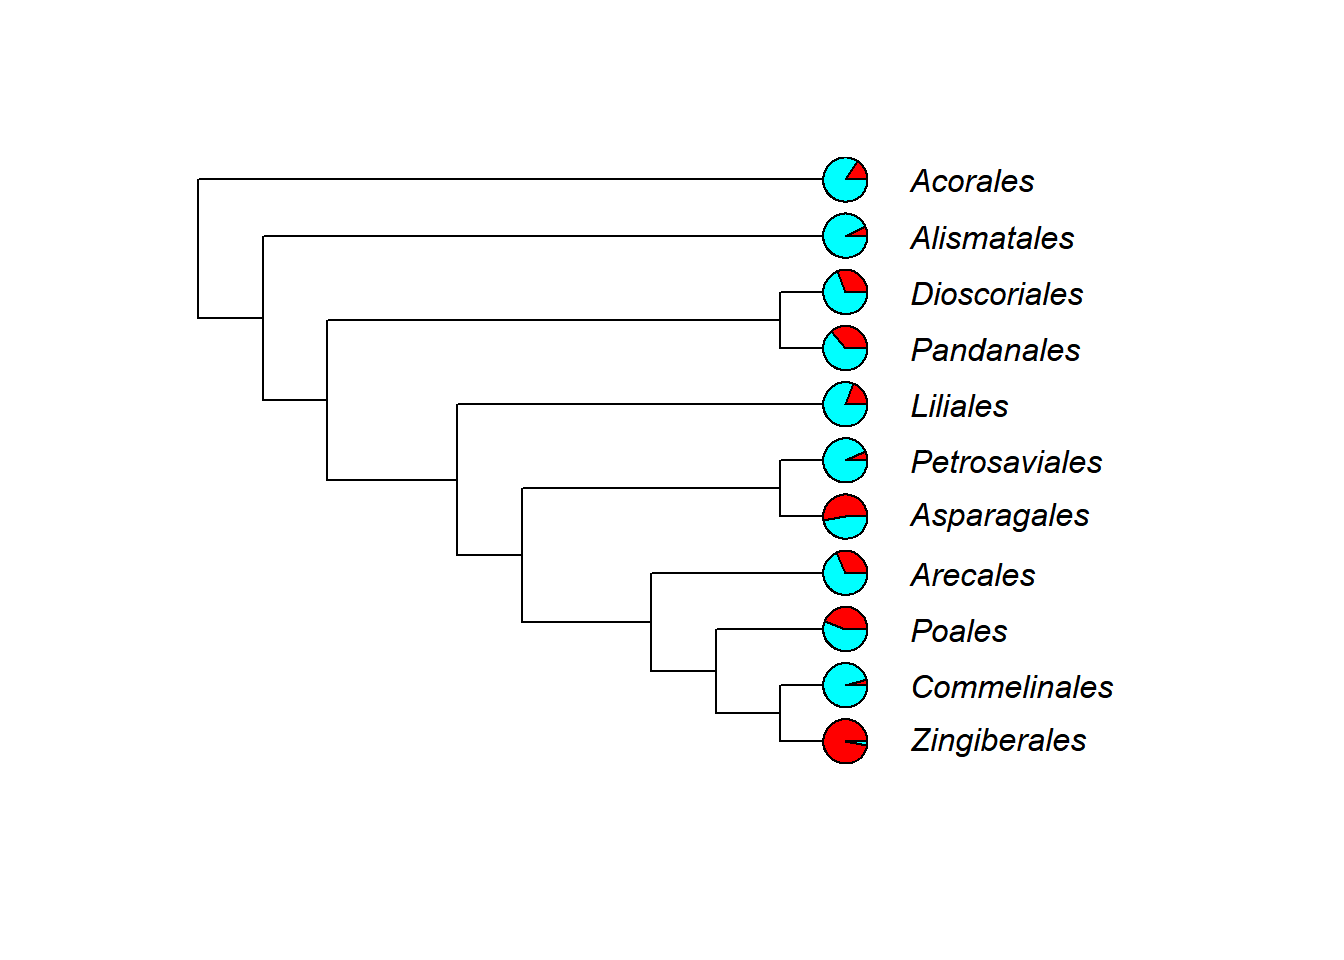 Acorales
Alismatales
Dioscoriales
Pandanales
Liliales
Petrosaviales
Asparagales
Arecales
Poales
Commelinales
Zingiberales